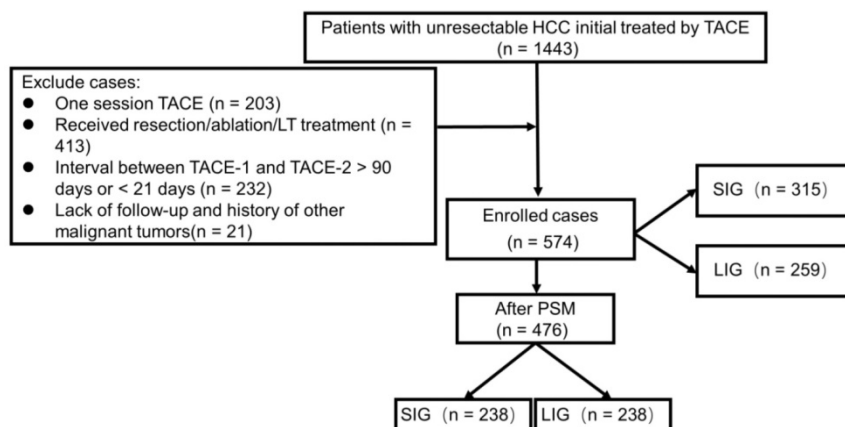 Patients with unresectable HCC initial treated by TACE
(n = 1443)
Exclude cases:
● One session TACE (n = 203)
● Received resection/ablation/LT treatment (n =
413)
● Interval between TACE-1 and TACE-2 > 90
days or < 21 days (n = 232)
● Lack of follow-up and history of other
malignant tumors(n = 21)
Enrolled cases
(n = 574)
SIG（n = 315）
LIG（n = 259）
After PSM
(n = 476)
SIG（n = 238）
LIG（n = 238）